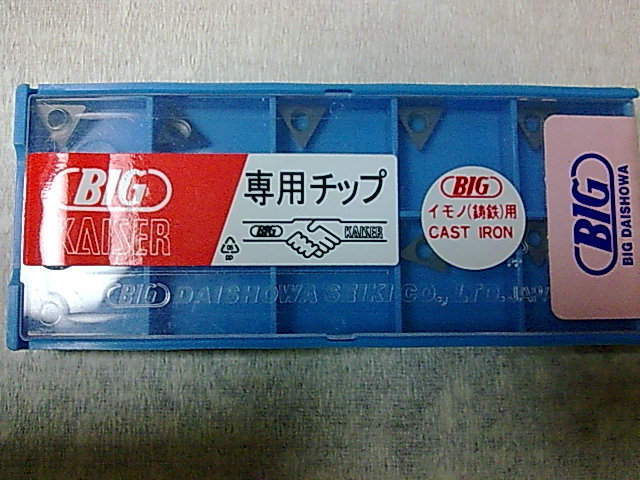 BIG
KAISER
専用チップ
BIG KAISER
BIG
イモノ(鋳鉄)用
CAST IRON
BIG
BIG DAISHOWA
BIG DAISHOWA SEIKI CO., LTD. JAPAN